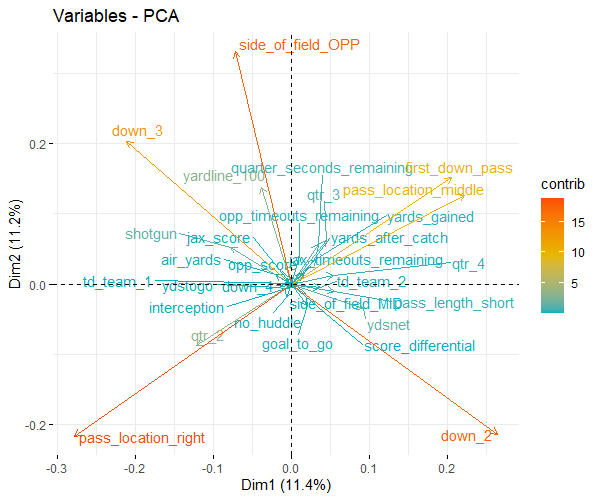 Variables - PCA
side_of_field_OPP
down_3
quarter_seconds_remaining
first_down_pass
yardline_100
qtr_3
pass_location_middle
opp_timeouts_remaining
yards_gained
shotgun
jax_score
yards_after_catch
air_yards
opp_score
jax_timeouts_remaining
qtr_4
td_team_1
ydstogo
down_4
td_team_2
interception
side_of_field_MID
pass_length_short
no_huddle
ydsnet
qtr_2
goal_to_go
score_differential
pass_location_right
down_2
0.2
0.0
-0.2
Dim2 (11.2%)
-0.3
-0.2
-0.1
0.0
0.1
0.2
Dim1 (11.4%)
contrib
15
10
5